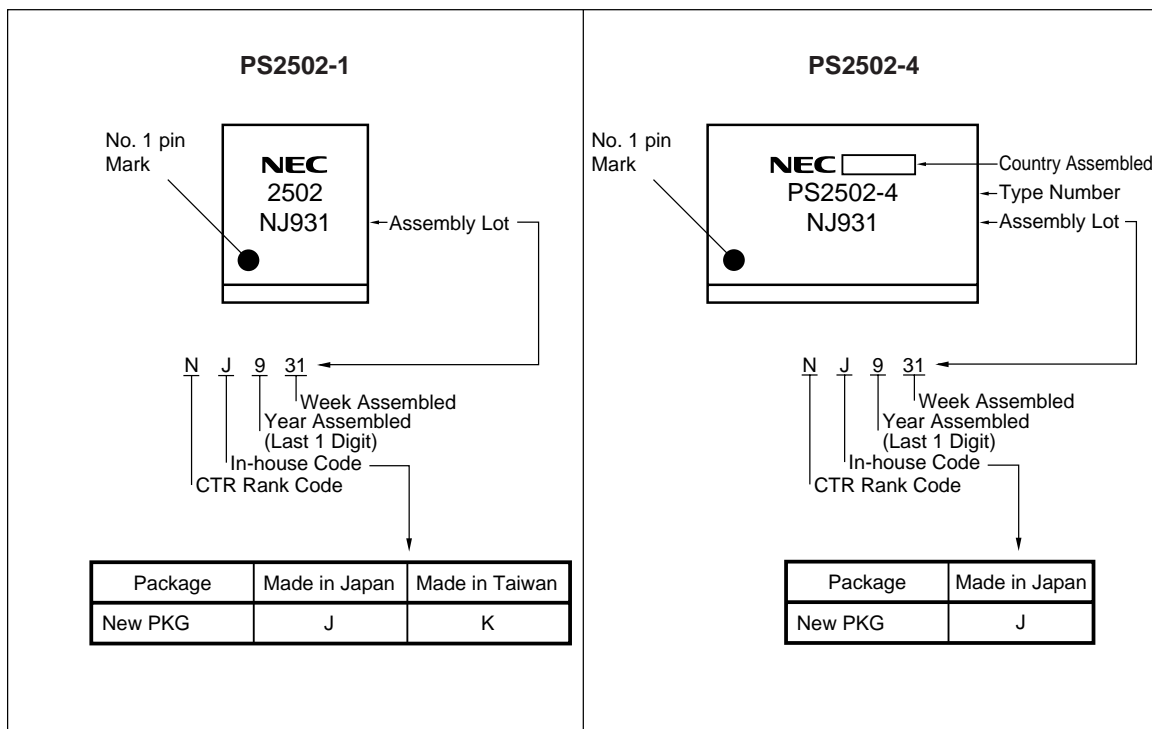 PS2502-1
No. 1 pin
Mark
NEC
2502
NJ931
Assembly Lot
N J 9 31
Week Assembled
Year Assembled
(Last 1 Digit)
In-house Code
CTR Rank Code
Package Made in Japan Made in Taiwan
New PKG J K
PS2502-4
No. 1 pin
Mark
NEC
Country Assembled
PS2502-4
Type Number
NJ931
Assembly Lot
N J 9 31
Week Assembled
Year Assembled
(Last 1 Digit)
In-house Code
CTR Rank Code
Package Made in Japan
New PKG J